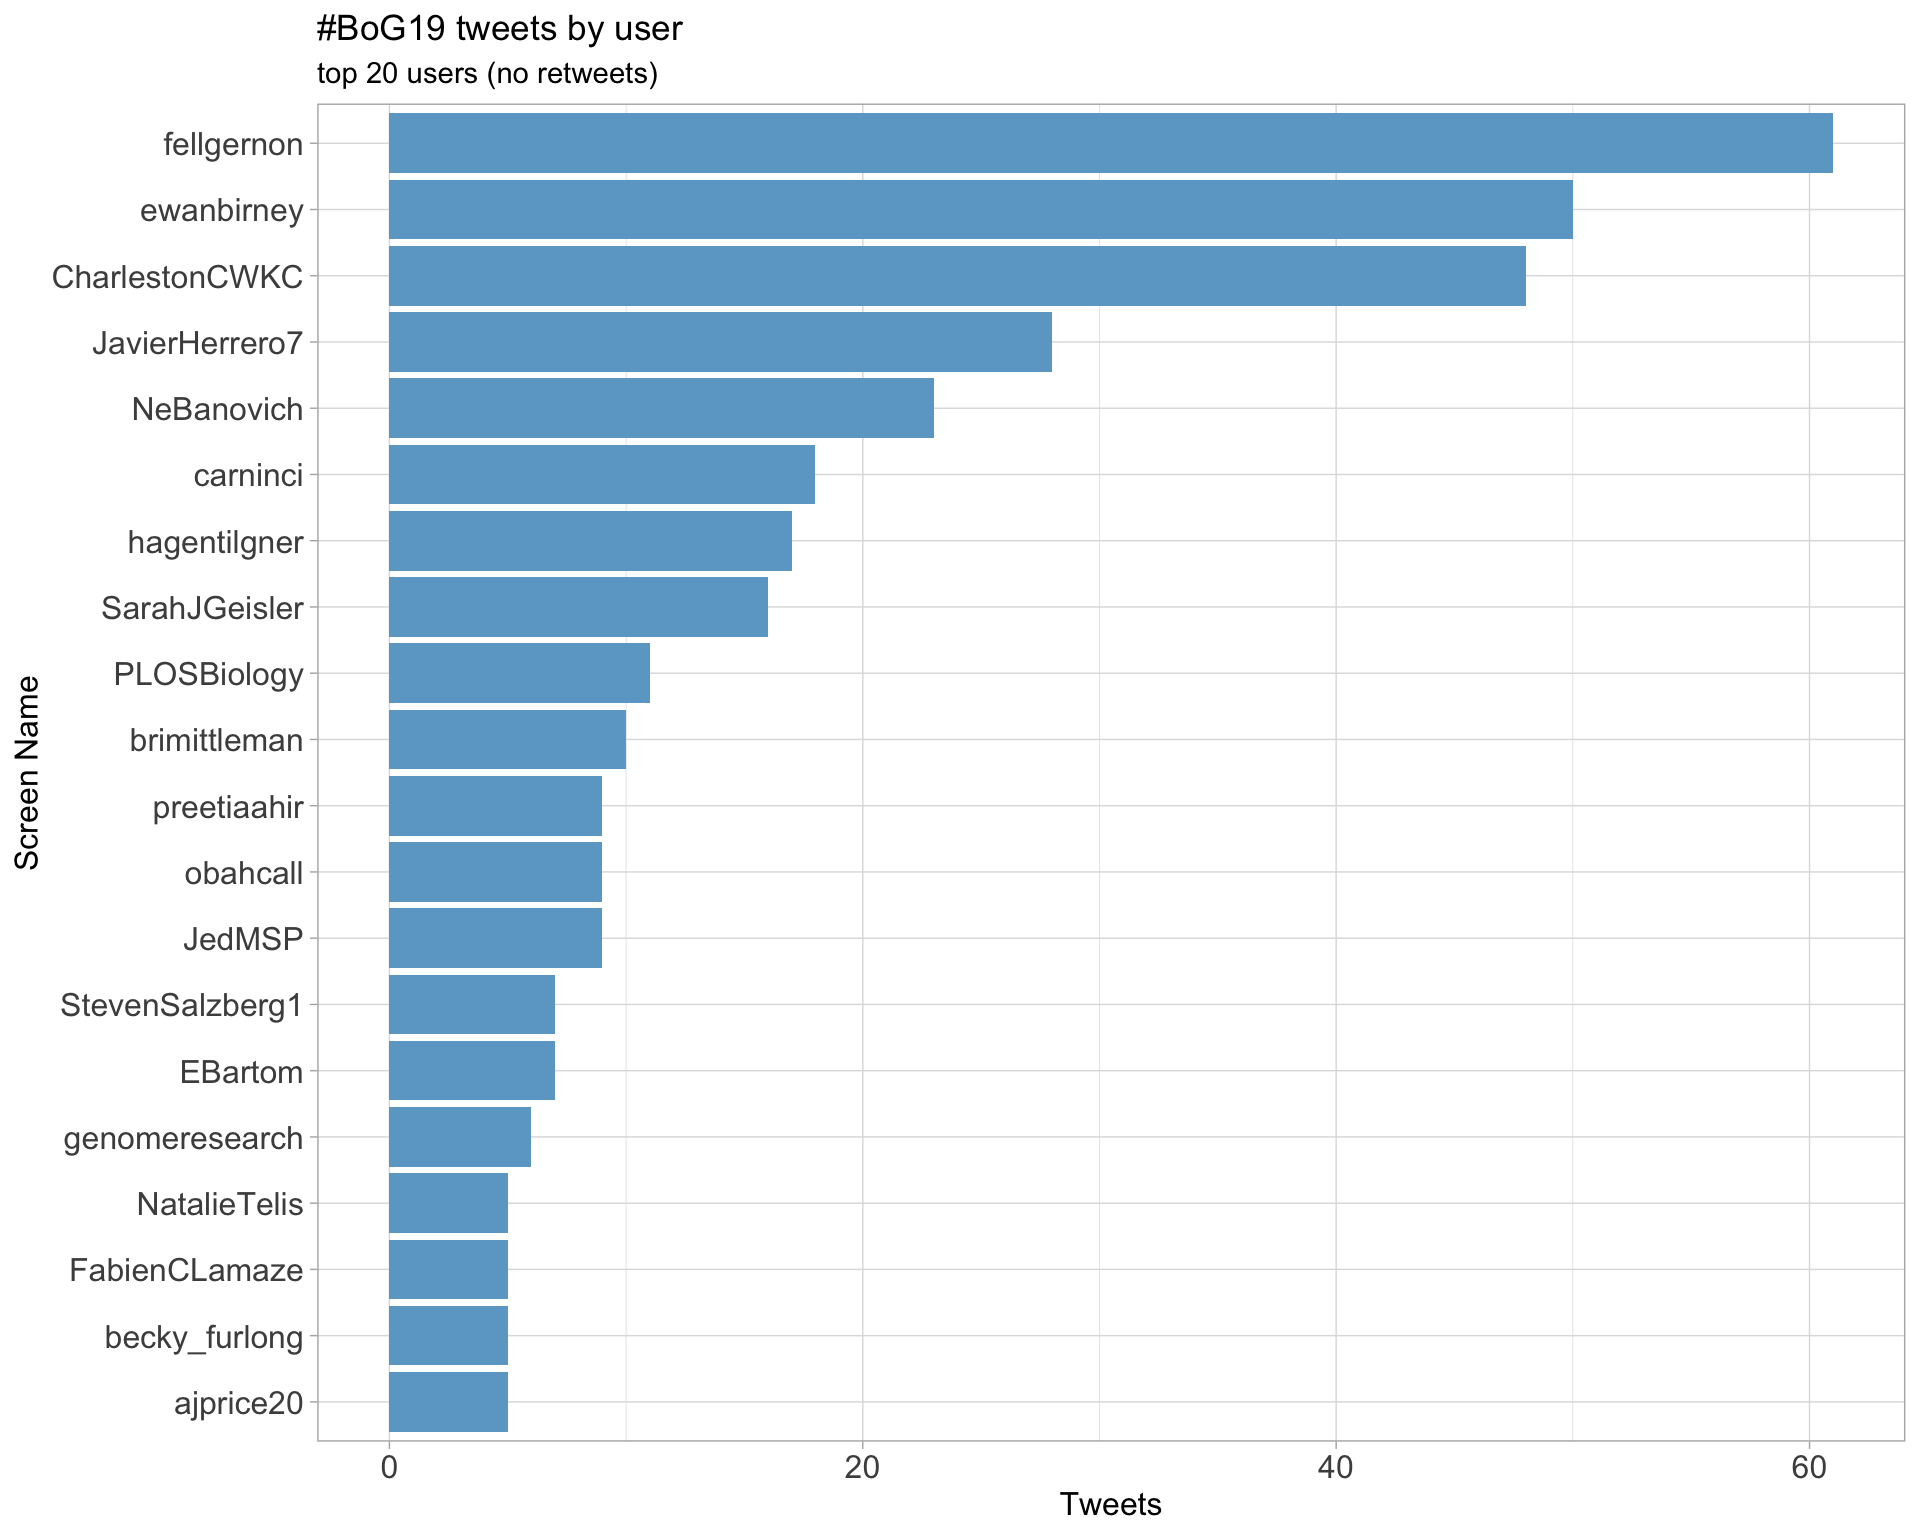 #BoG19 tweets by user
top 20 users (no retweets)
Screen Name
fellgernon
ewanbirney
CharlestonCWKC
JavierHerrero7
NeBanovich
carninci
hagentilgner
SarahJGeisler
PLOSBiology
brimittleman
preetiaahir
obahcall
JedMSP
StevenSalzberg1
EBartom
genomeresearch
NatalieTelis
FabienCLamaze
becky_furlong
ajprice20
0 20 40 60
Tweets